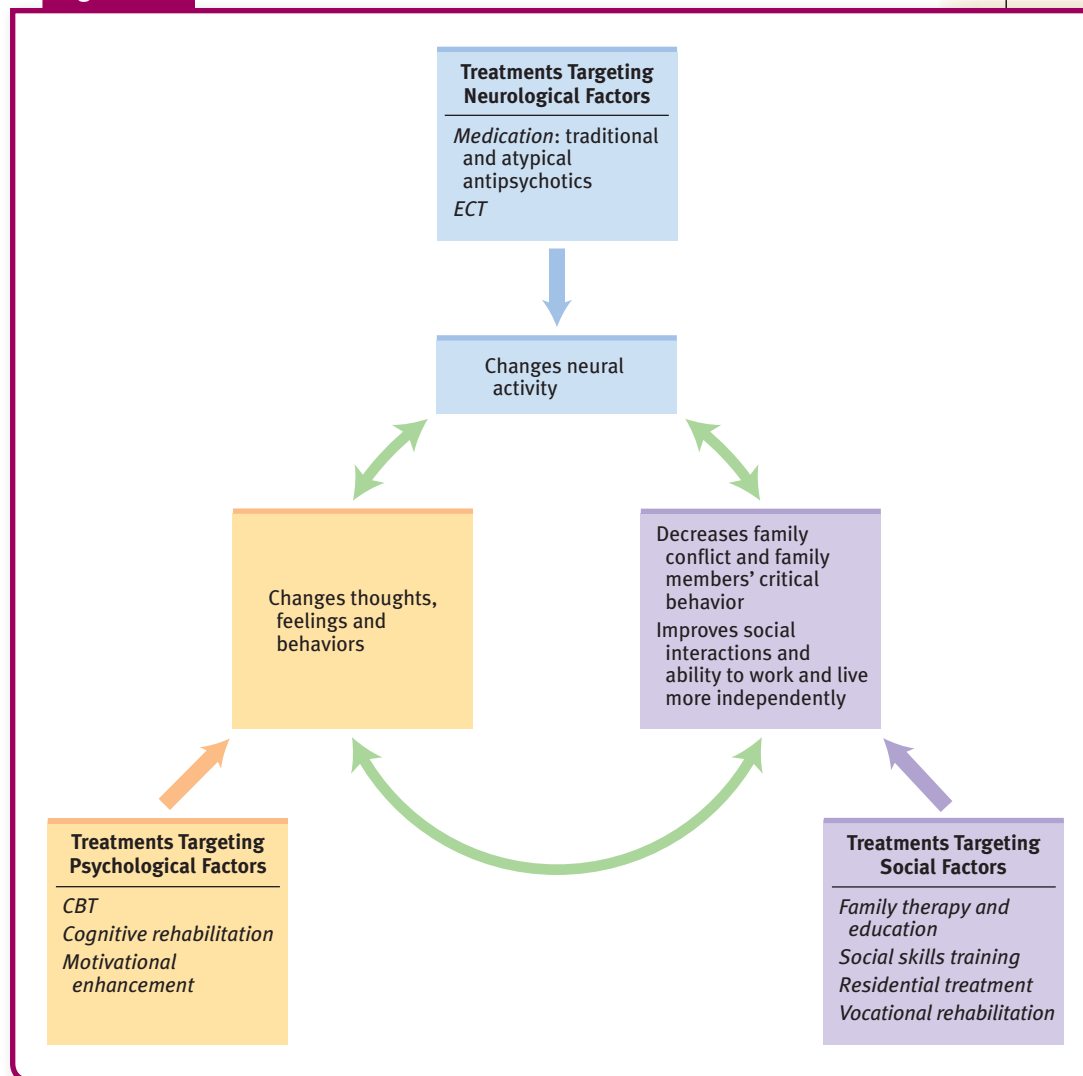 Treatments Targeting
Neurological Factors
Medication: traditional
and atypical
antipsychotics
ECT
Changes neural
activity
Changes thoughts,
feelings and
behaviors
Decreases family
conflict and family
members’ critical
behavior
Improves social
interactions and
ability to work and live
more independently
Treatments Targeting
Psychological Factors
CBT
Cognitive rehabilitation
Motivational
enhancement
Treatments Targeting
Social Factors
Family therapy and
education
Social skills training
Residential treatment
Vocational rehabilitation